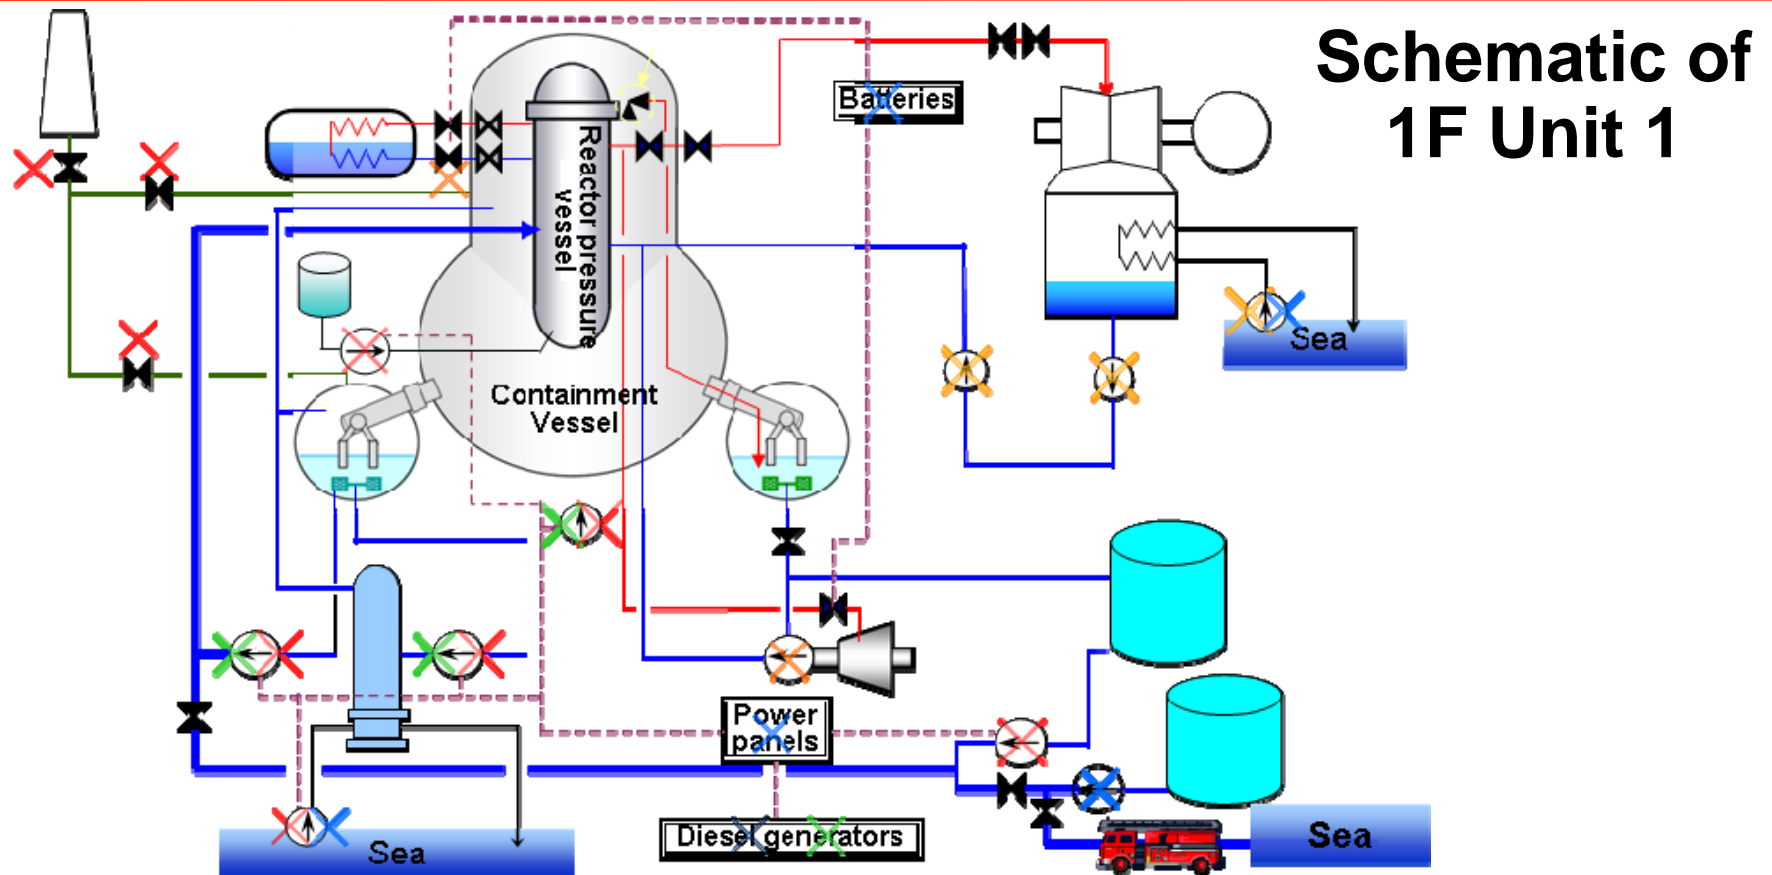 Schematic of
1F Unit 1
Batteries
Reactor pressure
vessel
Sea
Containment
Vessel
Power
panels
Diesel generators
Sea
Sea